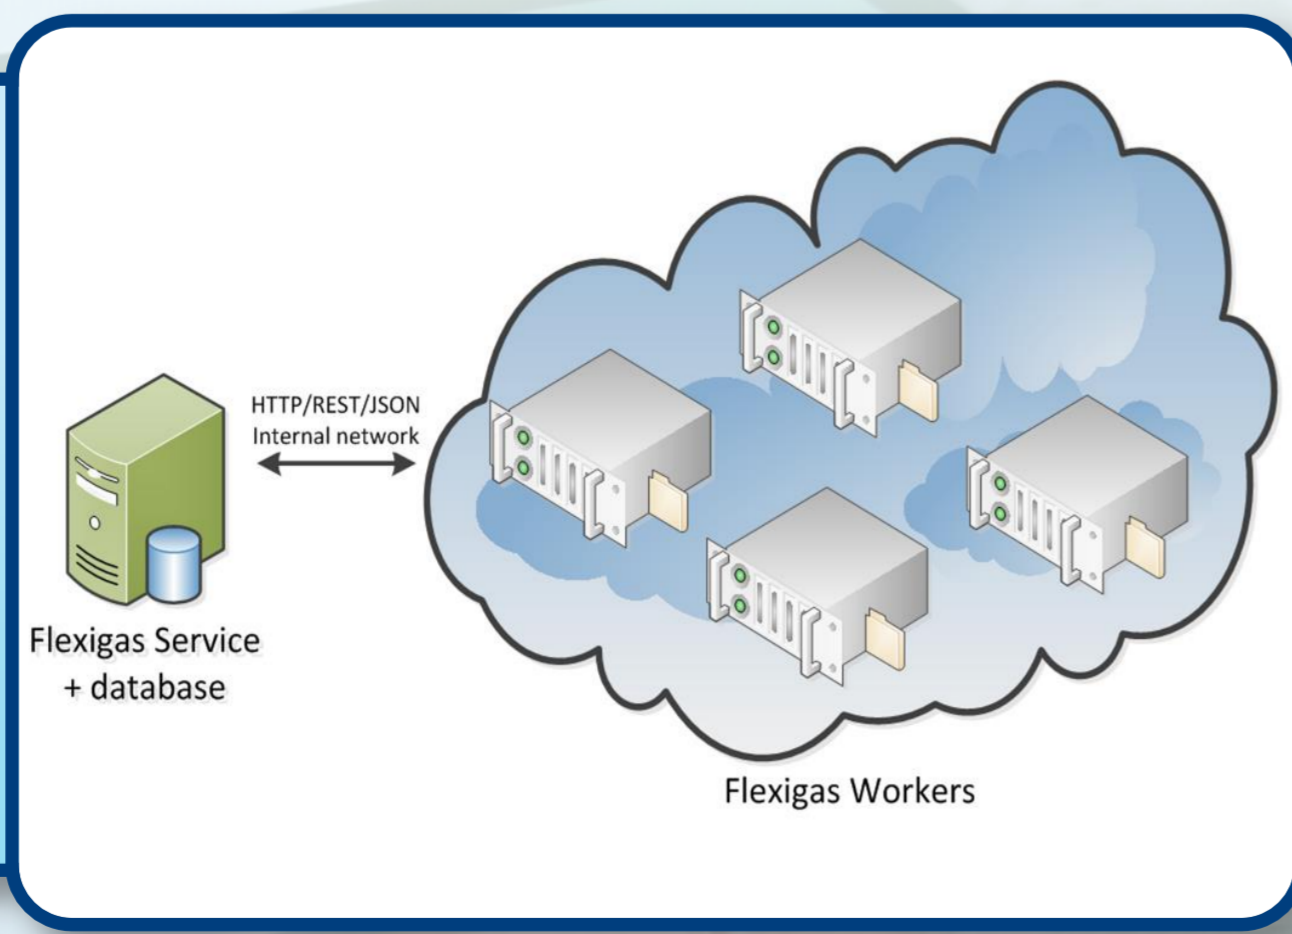 HTTP/REST/JSON
Internal network
Flexigas Service
+ database
Flexigas Workers